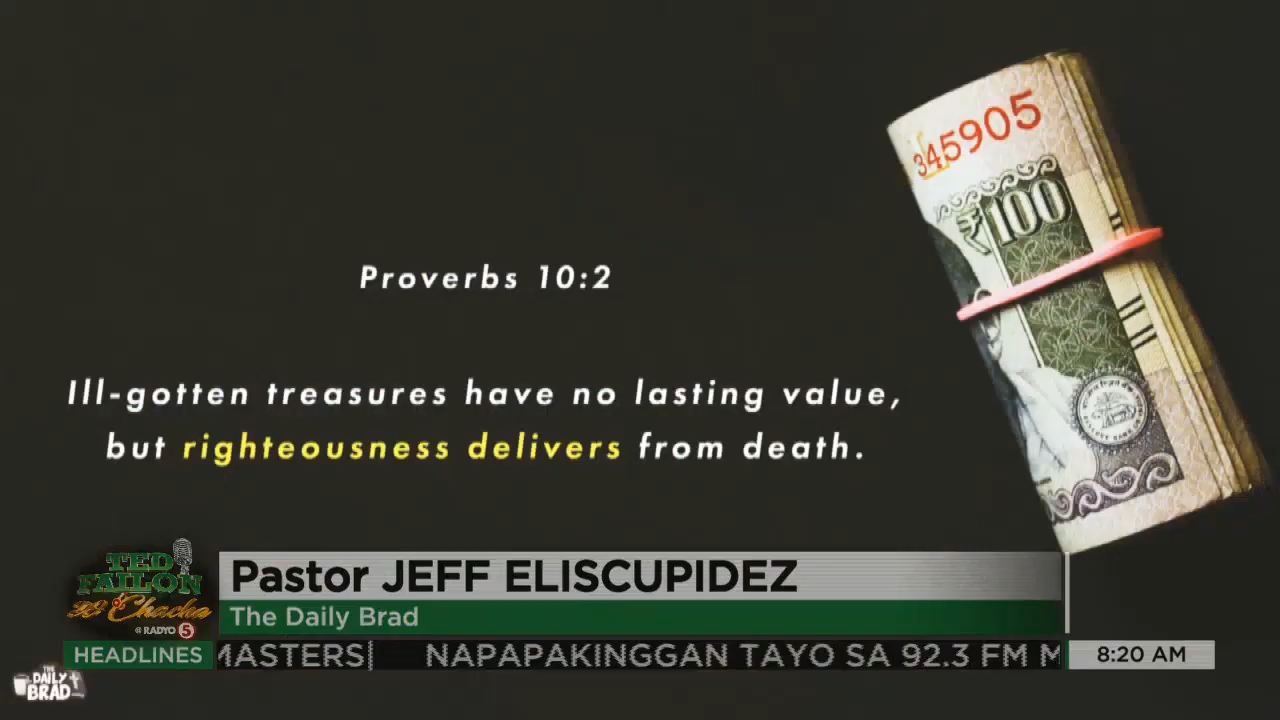 345905
₹100
Proverbs 10:2
Ill-gotten treasures have no lasting value,
but righteousness delivers from death.
TED
FAILON
Chacha
@ RADYO 5
Pastor JEFF ELISCUPIDEZ
The Daily Brad
HEADLINES
MASTERS| NAPAPAKINGGAN TAYO SA 92.3 FM M
8:20 AM
THE
DAILY
BRAD